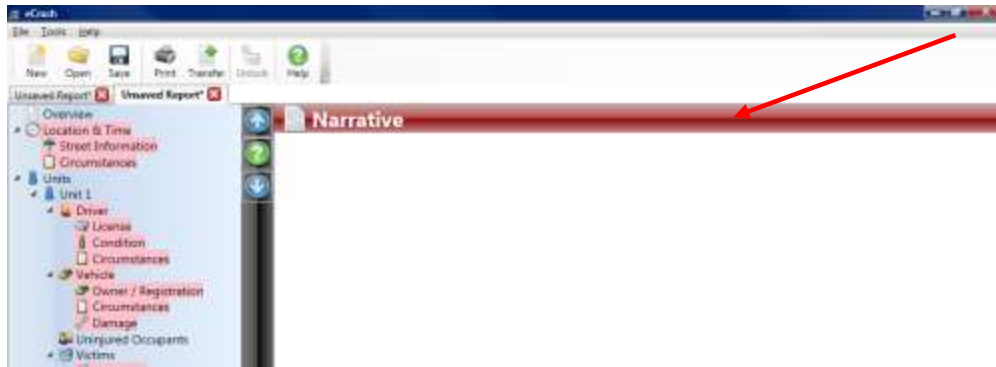 eCrash
File Tools Help
New Open Save Print Transfer Unlock Help
Unsaved Report* Unsaved Report*
Overview
Location & Time
Street Information
Circumstances
Units
Unit 1
Driver
License
Condition
Circumstances
Vehicle
Owner / Registration
Circumstances
Damage
Uninjured Occupants
Victims
Narrative